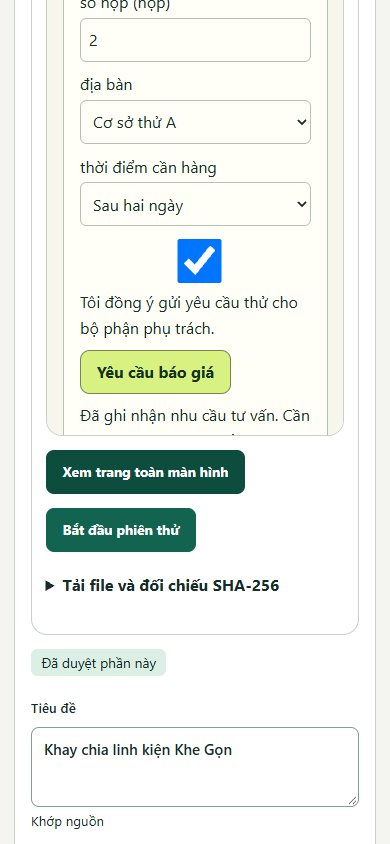 số hộp (hộp)
2
địa bàn
Cơ sở thử A
thời điểm cần hàng
Sau hai ngày
Tôi đồng ý gửi yêu cầu thử cho
bộ phận phụ trách.
Yêu cầu báo giá
Đã ghi nhận nhu cầu tư vấn. Cần
Xem trang toàn màn hình
Bắt đầu phiên thử
Tải file và đối chiếu SHA-256
Đã duyệt phần này
Tiêu đề
Khay chia linh kiện Khe Gọn
Khớp nguồn